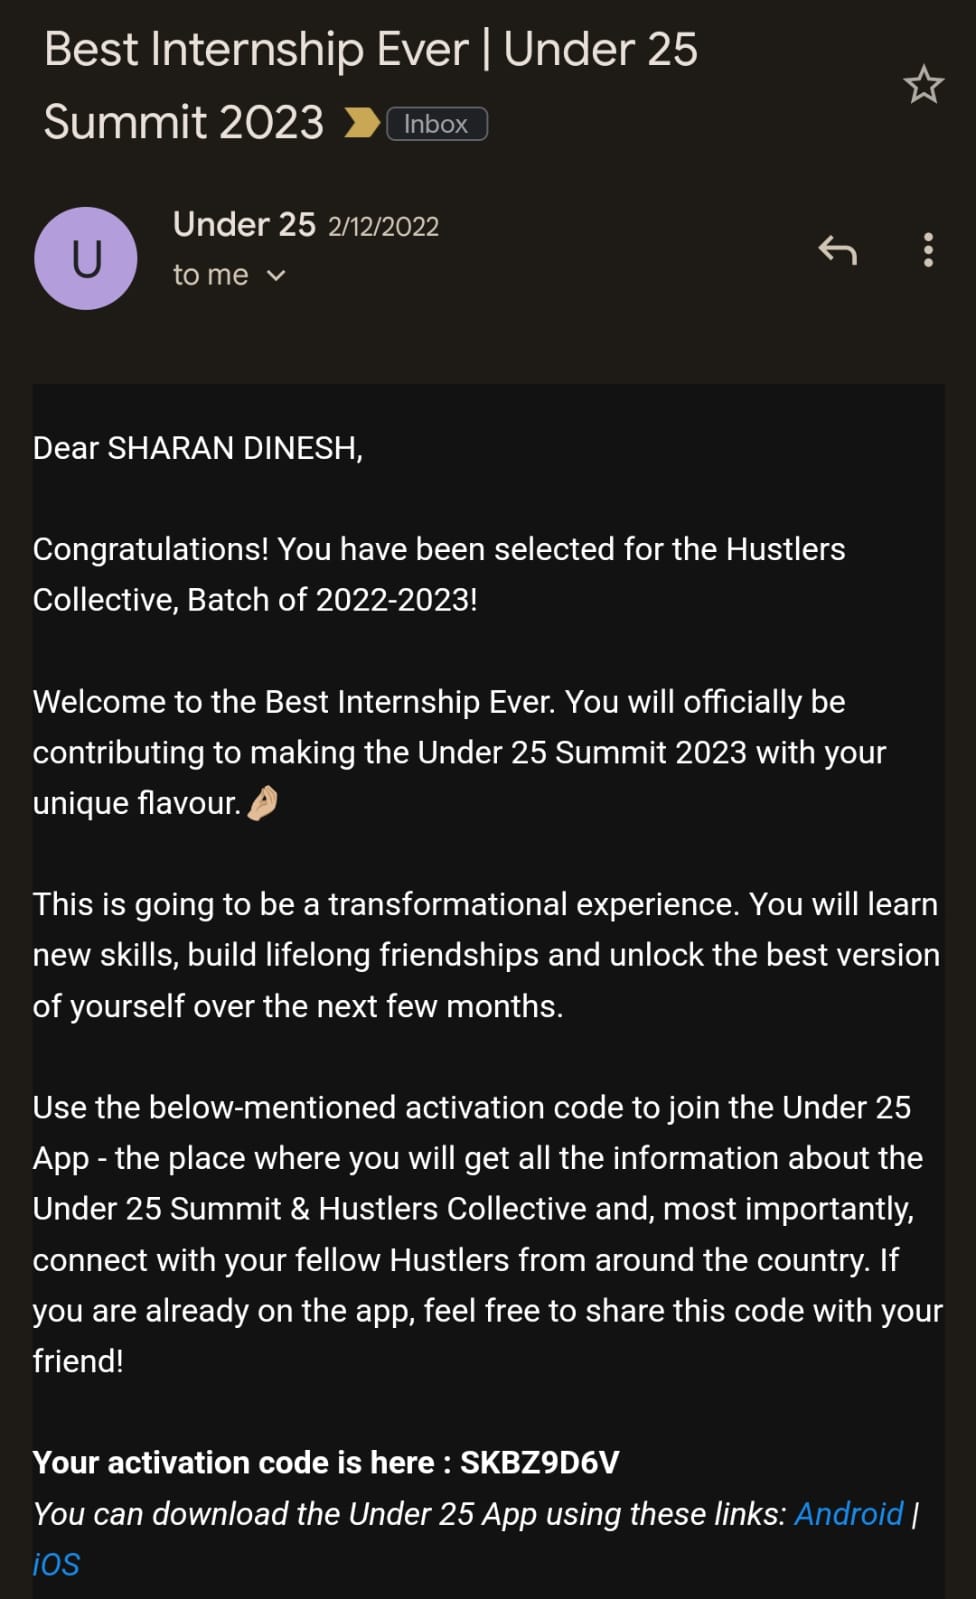 Best Internship Ever | Under 25
Summit 2023 Inbox
U
Under 25 2/12/2022
to me
Dear SHARAN DINESH,
Congratulations! You have been selected for the Hustlers
Collective, Batch of 2022-2023!
Welcome to the Best Internship Ever. You will officially be
contributing to making the Under 25 Summit 2023 with your
unique flavour.🤌🏼
This is going to be a transformational experience. You will learn
new skills, build lifelong friendships and unlock the best version
of yourself over the next few months.
Use the below-mentioned activation code to join the Under 25
App - the place where you will get all the information about the
Under 25 Summit & Hustlers Collective and, most importantly,
connect with your fellow Hustlers from around the country. If
you are already on the app, feel free to share this code with your
friend!
Your activation code is here : SKBZ9D6V
You can download the Under 25 App using these links: Android |
iOS